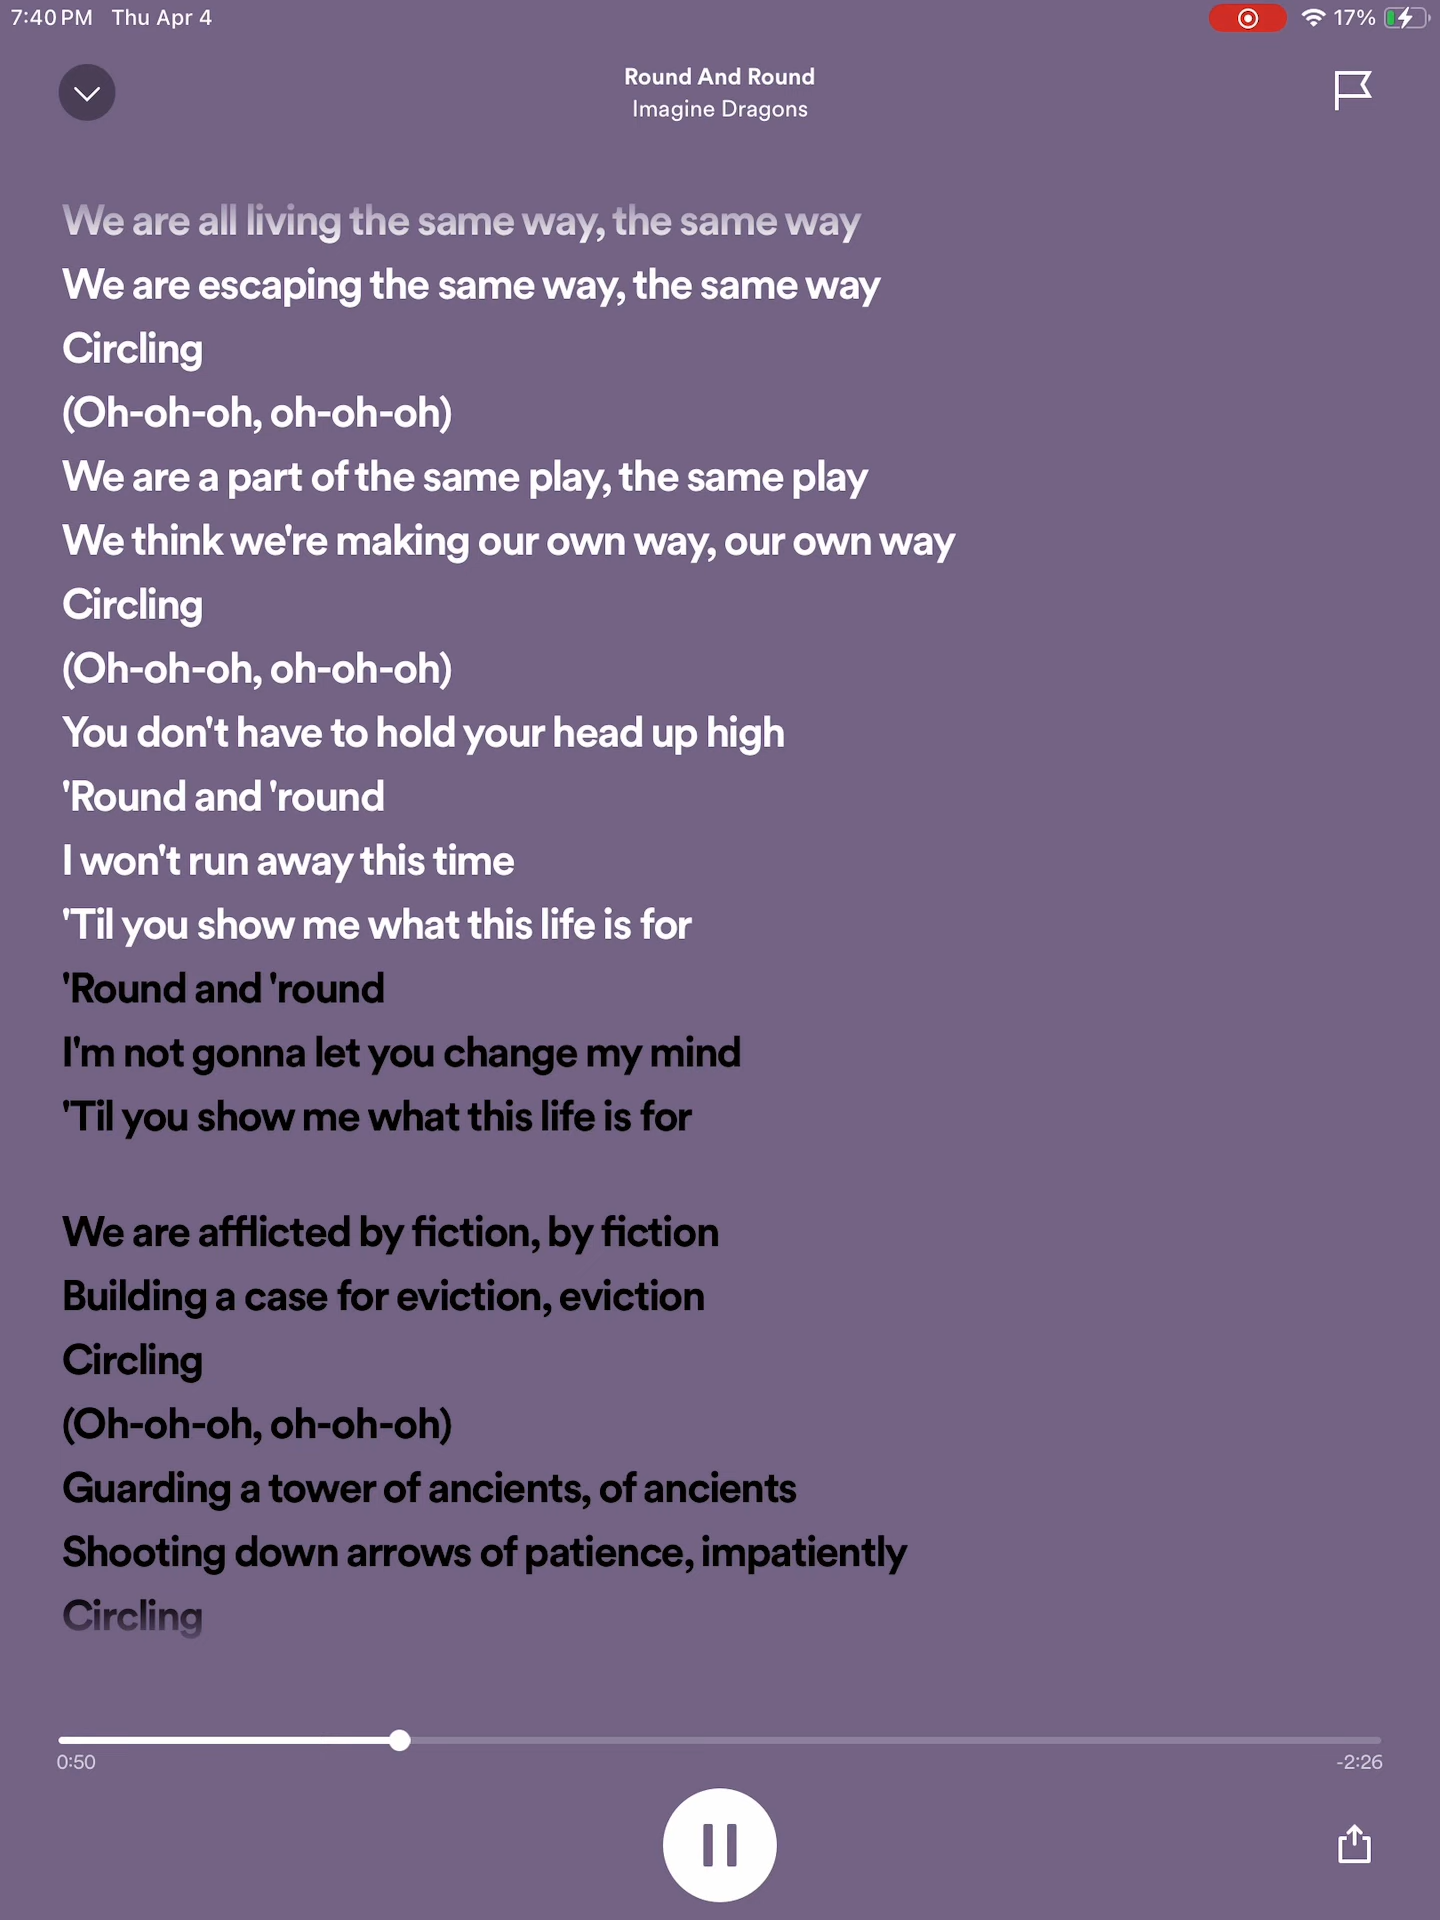 7:40 PM Thu Apr 4 17%
Round And Round
Imagine Dragons
We are all living the same way, the same way
We are escaping the same way, the same way
Circling
(Oh-oh-oh, oh-oh-oh)
We are a part of the same play, the same play
We think we're making our own way, our own way
Circling
(Oh-oh-oh, oh-oh-oh)
You don't have to hold your head up high
'Round and 'round
I won't run away this time
'Til you show me what this life is for
'Round and 'round
I'm not gonna let you change my mind
'Til you show me what this life is for
We are afflicted by fiction, by fiction
Building a case for eviction, eviction
Circling
(Oh-oh-oh, oh-oh-oh)
Guarding a tower of ancients, of ancients
Shooting down arrows of patience, impatiently
Circling
0:50 -2:26